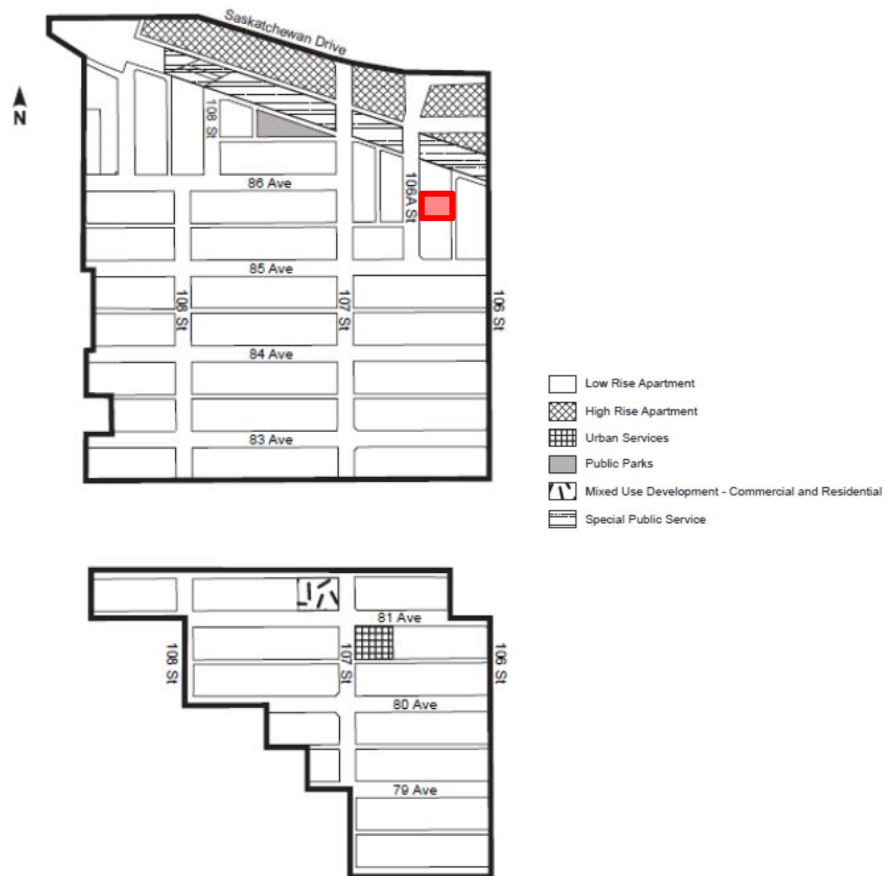 Saskatchewan Drive
N
108 St
86 Ave
106A St
85 Ave
108 St
107 St
106 St
84 Ave
83 Ave
Low Rise Apartment
High Rise Apartment
Urban Services
Public Parks
Mixed Use Development - Commercial and Residential
Special Public Service
81 Ave
108 St
107 St
106 St
80 Ave
79 Ave